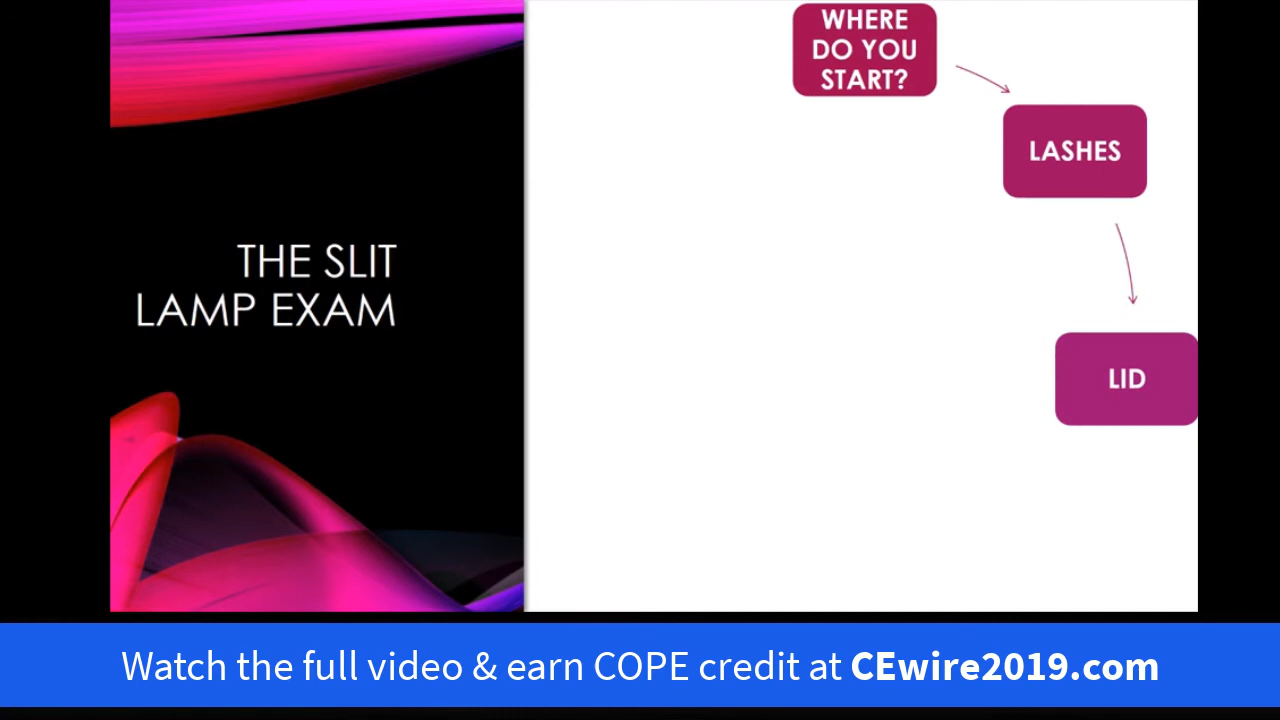 THE SLIT
LAMP EXAM
WHERE
DO YOU
START?
LASHES
LID
Watch the full video & earn COPE credit at CEwire2019.com